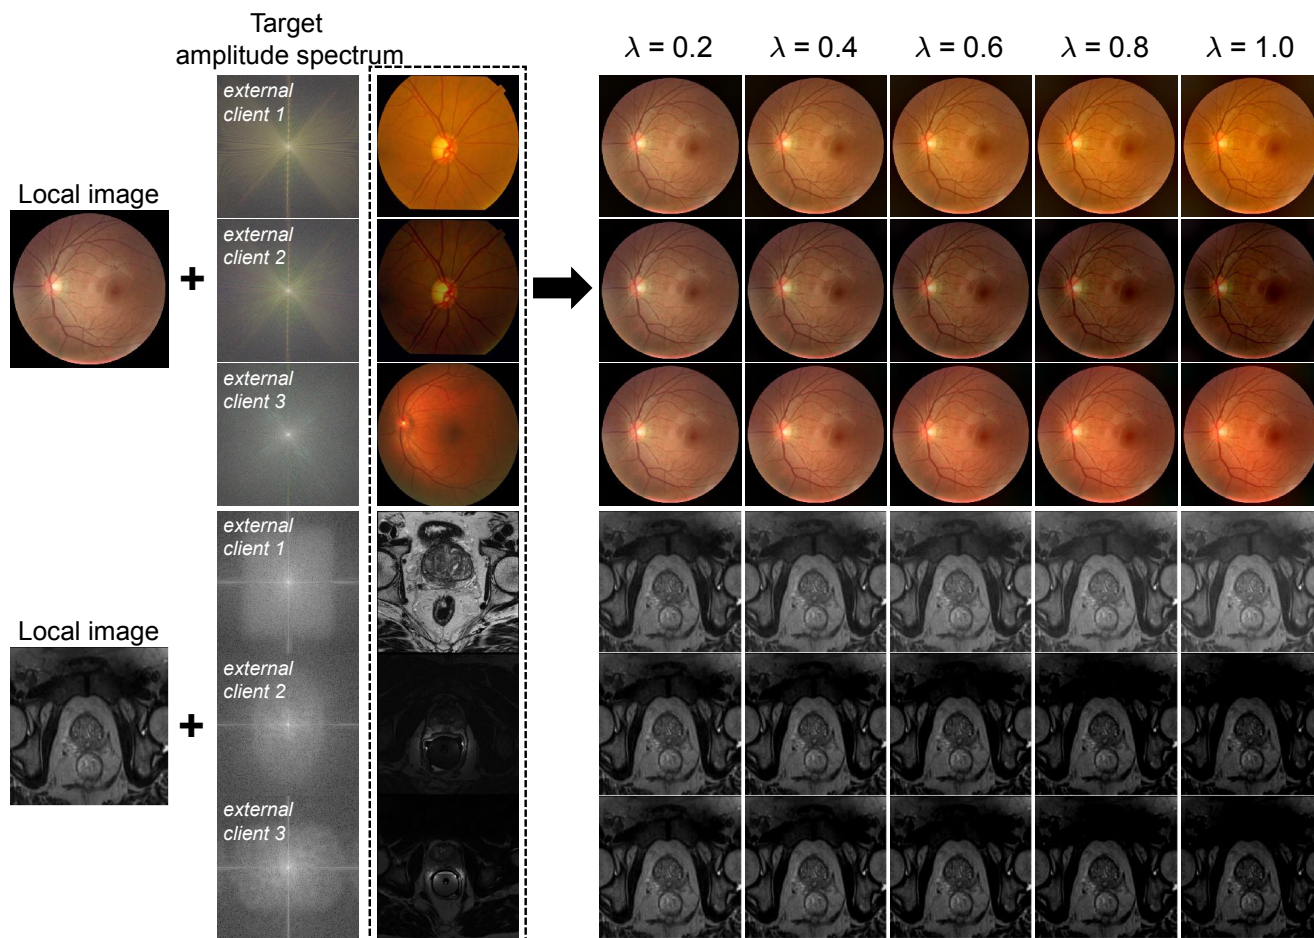 Target
amplitude spectrum
λ = 0.2
λ = 0.4
λ = 0.6
λ = 0.8
λ = 1.0
external
client 1
Local image
external
client 2
+
external
client 3
external
client 1
Local image
external
client 2
+
external
client 3